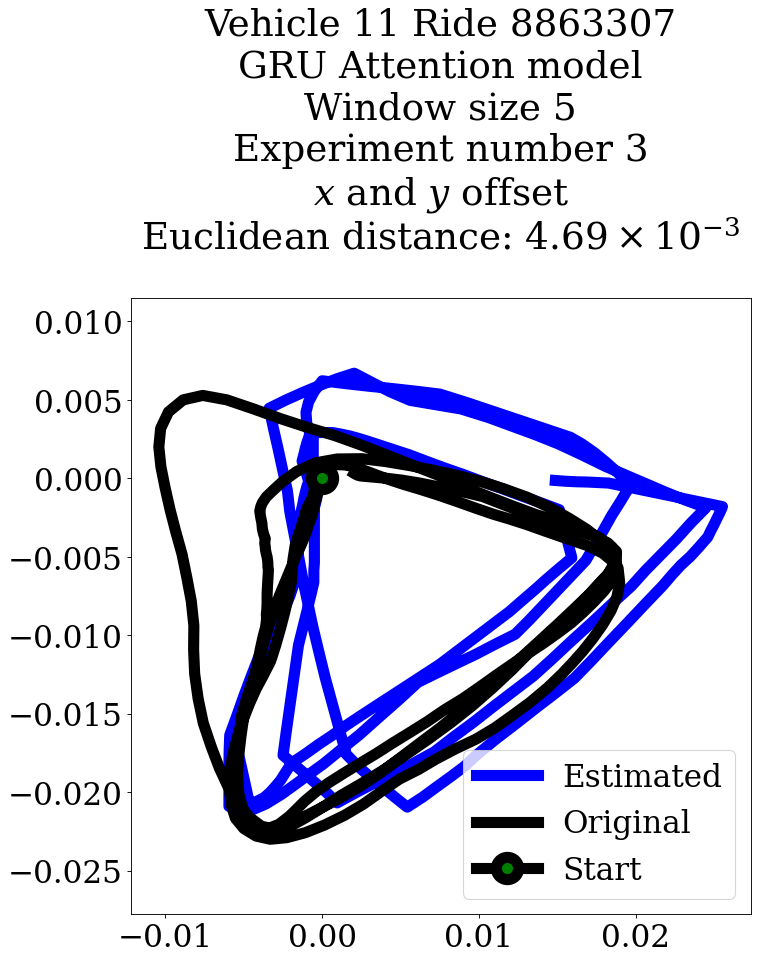 Vehicle 11 Ride 8863307
GRU Attention model
Window size 5
Experiment number 3
x and y offset
Euclidean distance: 4.69 × 10⁻³
0.010
0.005
0.000
−0.005
−0.010
−0.015
−0.020
−0.025
Estimated
Original
Start
−0.01 0.00 0.01 0.02